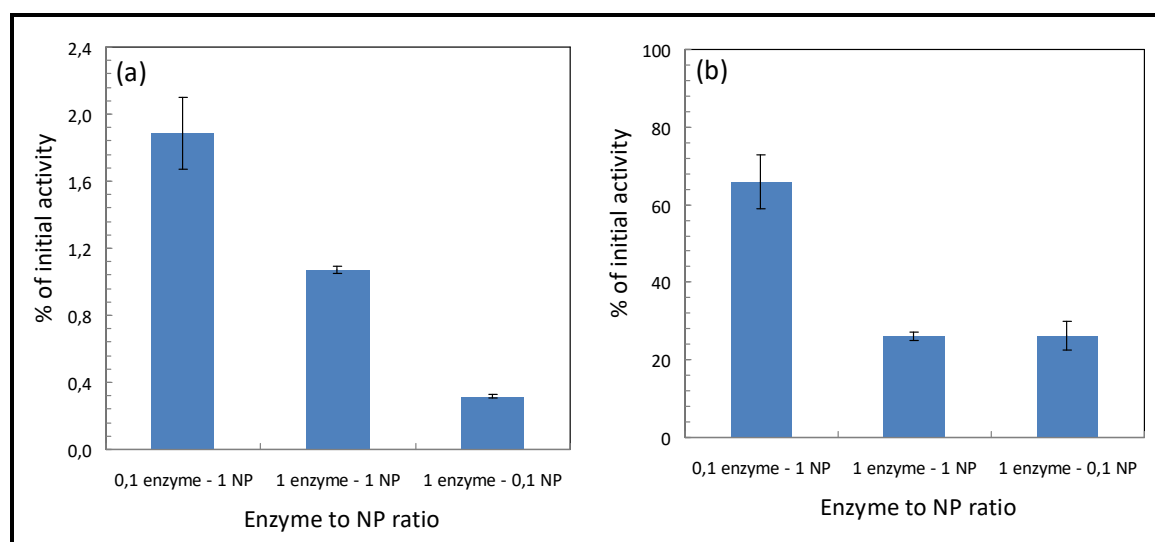 (a)
% of initial activity
2,4
2,0
1,6
1,2
0,8
0,4
0,0
0,1 enzyme - 1 NP 1 enzyme - 1 NP 1 enzyme - 0,1 NP
Enzyme to NP ratio
(b)
% of initial activity
100
80
60
40
20
0
0,1 enzyme - 1 NP 1 enzyme - 1 NP 1 enzyme - 0,1 NP
Enzyme to NP ratio